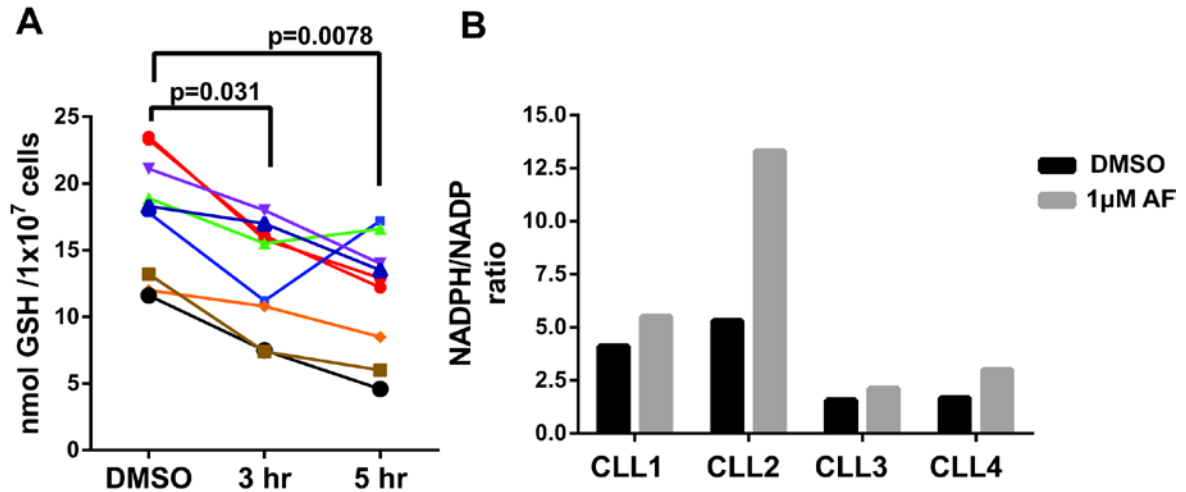 A
p=0.0078
p=0.031
nmol GSH /1x10⁷ cells
25
20
15
10
5
0
DMSO
3 hr
5 hr
B
NADPH/NADP
ratio
15.0
12.5
10.0
7.5
5.0
2.5
0.0
CLL1
CLL2
CLL3
CLL4
DMSO
1µM AF